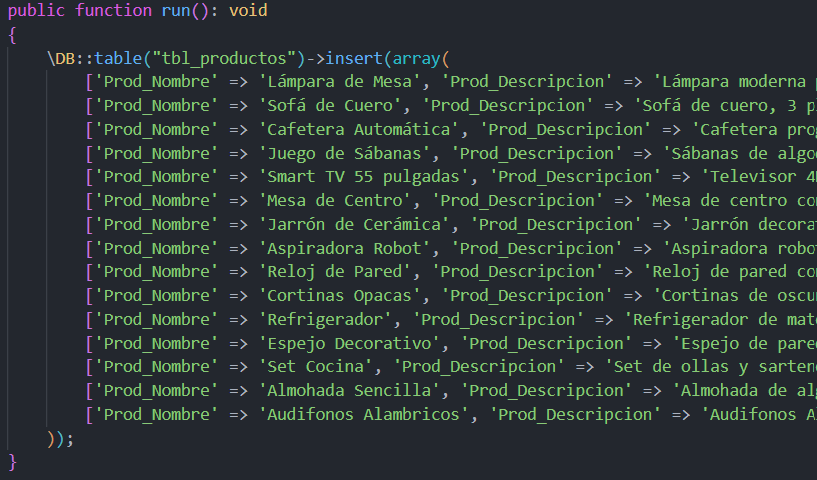 public function run(): void
{
\DB::table("tbl_productos")->insert(array(
['Prod_Nombre' => 'Lámpara de Mesa', 'Prod_Descripcion' => 'Lámpara moderna
['Prod_Nombre' => 'Sofá de Cuero', 'Prod_Descripcion' => 'Sofá de cuero, 3
['Prod_Nombre' => 'Cafetera Automática', 'Prod_Descripcion' => 'Cafetera prog
['Prod_Nombre' => 'Juego de Sábanas', 'Prod_Descripcion' => 'Sábanas de algo
['Prod_Nombre' => 'Smart TV 55 pulgadas', 'Prod_Descripcion' => 'Televisor 4
['Prod_Nombre' => 'Mesa de Centro', 'Prod_Descripcion' => 'Mesa de centro co
['Prod_Nombre' => 'Jarrón de Cerámica', 'Prod_Descripcion' => 'Jarrón decora
['Prod_Nombre' => 'Aspiradora Robot', 'Prod_Descripcion' => 'Aspiradora robot
['Prod_Nombre' => 'Reloj de Pared', 'Prod_Descripcion' => 'Reloj de pared co
['Prod_Nombre' => 'Cortinas Opacas', 'Prod_Descripcion' => 'Cortinas de oscu
['Prod_Nombre' => 'Refrigerador', 'Prod_Descripcion' => 'Refrigerador de mat
['Prod_Nombre' => 'Espejo Decorativo', 'Prod_Descripcion' => 'Espejo de pare
['Prod_Nombre' => 'Set Cocina', 'Prod_Descripcion' => 'Set de ollas y sarten
['Prod_Nombre' => 'Almohada Sencilla', 'Prod_Descripcion' => 'Almohada de alg
['Prod_Nombre' => 'Audifonos Alambricos', 'Prod_Descripcion' => 'Audifonos A
));
}